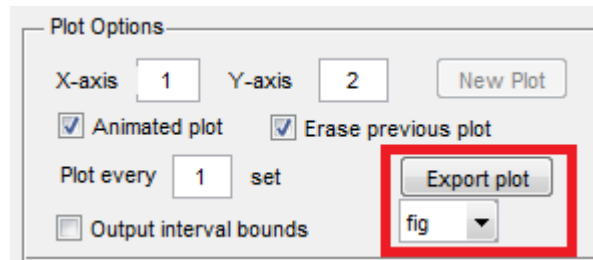 Plot Options
X-axis 1 Y-axis 2 New Plot
Animated plot Erase previous plot
Plot every 1 set Export plot
Output interval bounds fig